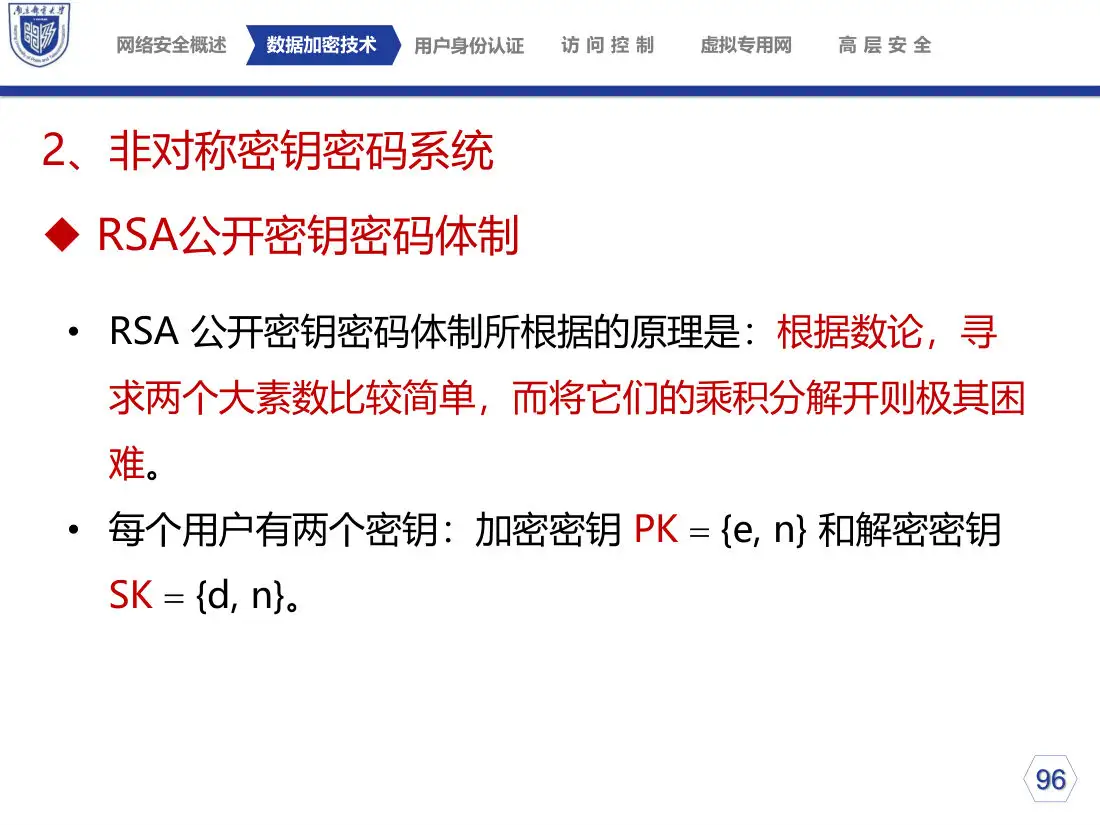 南京邮电大学
网络安全概述 数据加密技术 用户身份认证 访问控制 虚拟专用网 高层安全
2、非对称密钥密码系统
◆ RSA公开密钥密码体制
• RSA 公开密钥密码体制所根据的原理是：根据数论，寻
求两个大素数比较简单，而将它们的乘积分解开则极其困
难。
• 每个用户有两个密钥：加密密钥 PK = {e, n} 和解密密钥
SK = {d, n}。
96